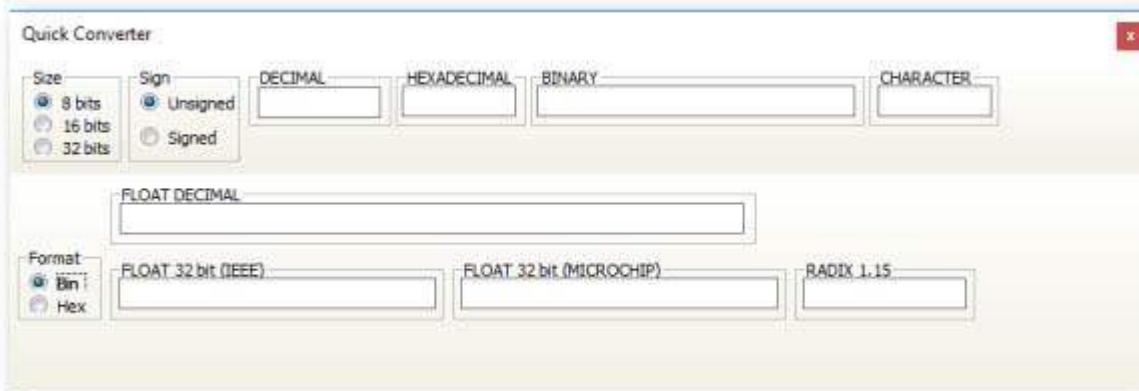 Quick Converter
x
Size
8 bits
16 bits
32 bits
Sign
Unsigned
Signed
DECIMAL
HEXADECIMAL
BINARY
CHARACTER
FLOAT DECIMAL
Format
Bin
Hex
FLOAT 32 bit (IEEE)
FLOAT 32 bit (MICROCHIP)
RADIX 1.15